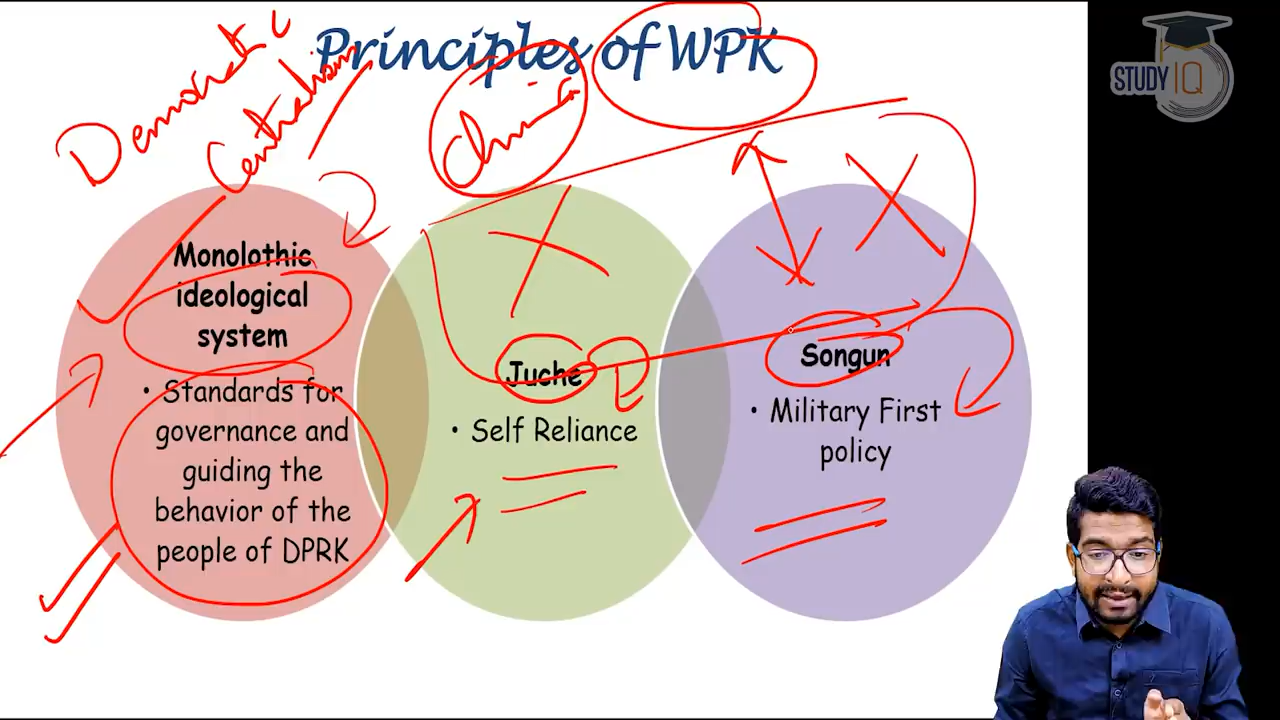 Principles of WPK
STUDY IQ
Democratic
Centralism
China
Monolothic
ideological
system
• Standards for
governance and
guiding the
behavior of the
people of DPRK
Juche
• Self Reliance
Songun
• Military First
policy